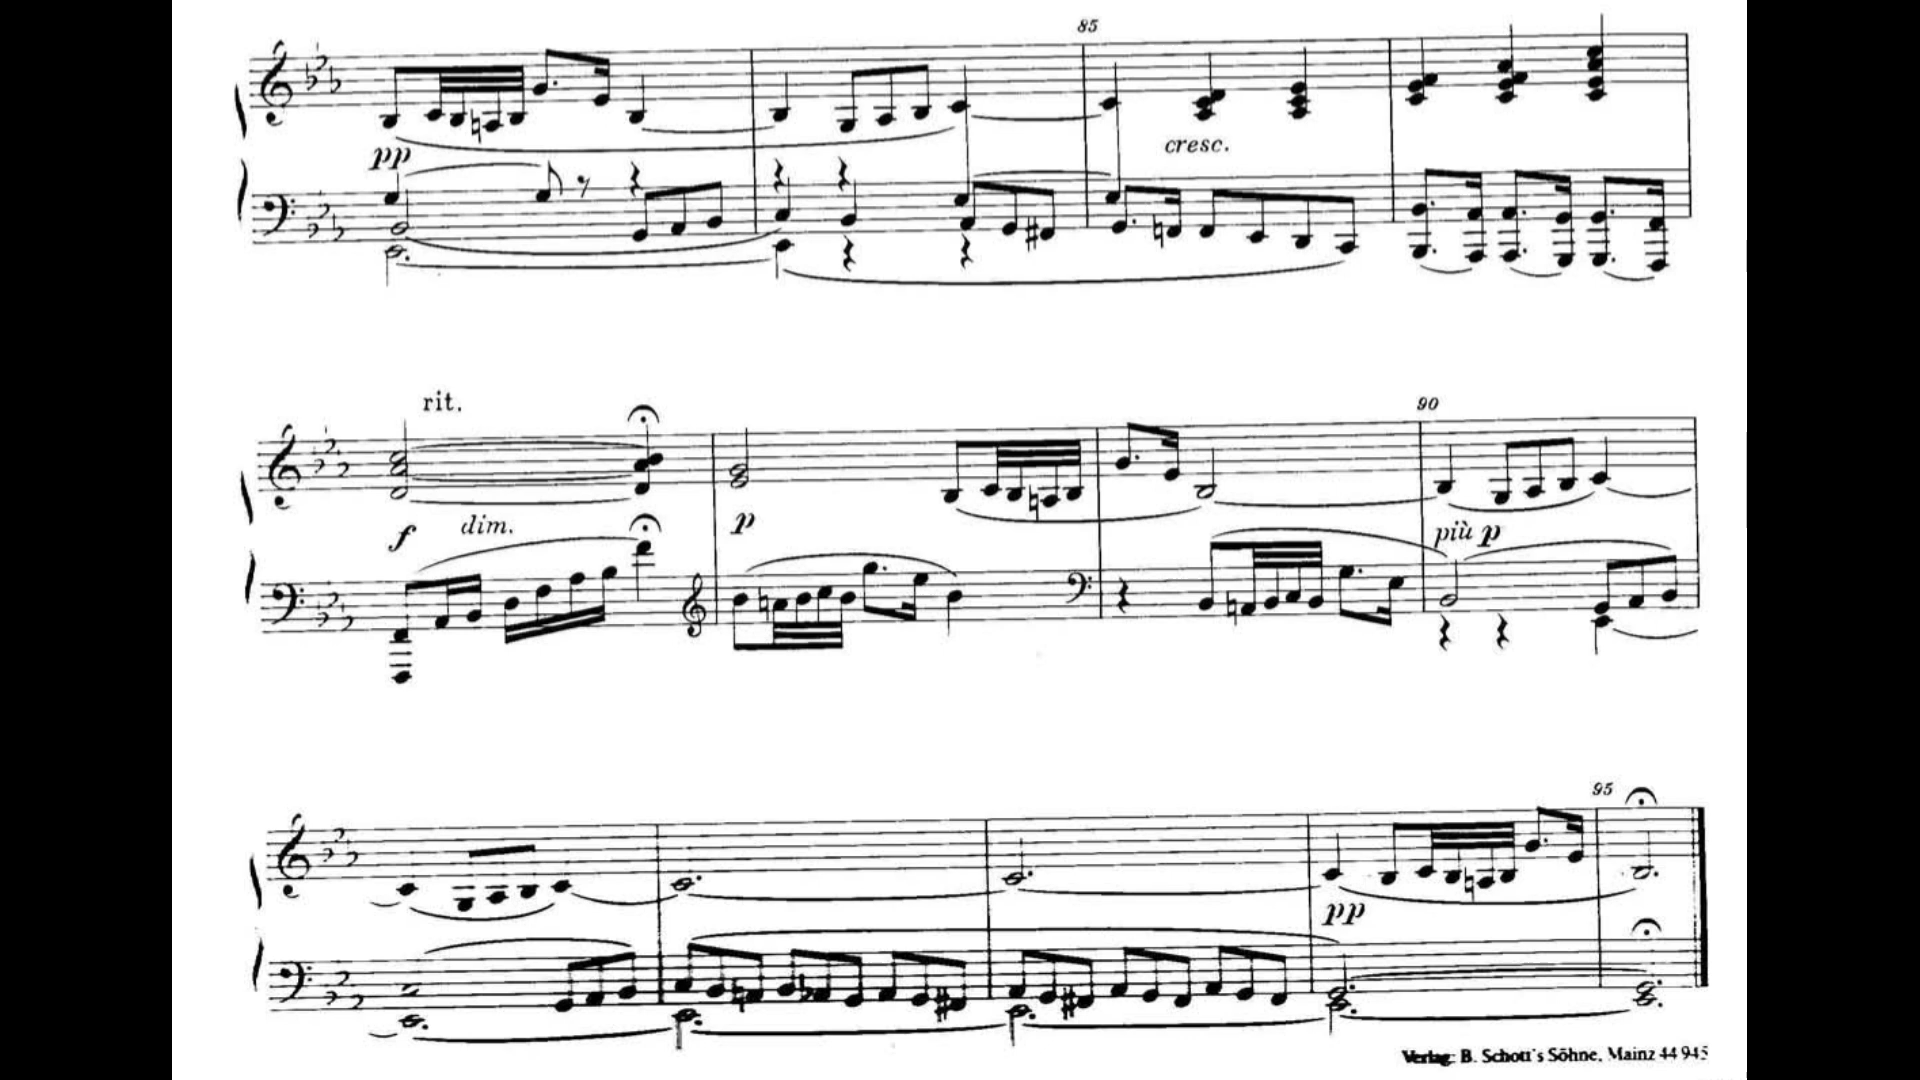 85
pp
cresc.
rit.
90
f dim.
p
più p
95
pp
Verlag: B. Schott's Söhne, Mainz 44 945